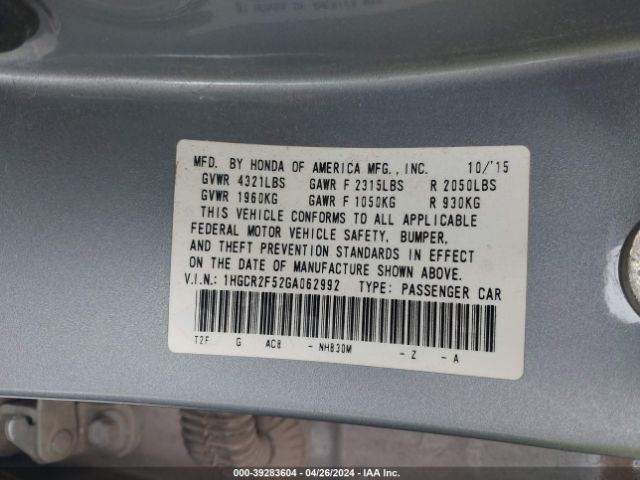 MFD. BY HONDA OF AMERICA MFG., INC. 10/'15
GVWR 4321LBS GAWR F 2315LBS R 2050LBS
GVWR 1960KG GAWR F 1050KG R 930KG
THIS VEHICLE CONFORMS TO ALL APPLICABLE
FEDERAL MOTOR VEHICLE SAFETY, BUMPER,
AND THEFT PREVENTION STANDARDS IN EFFECT
ON THE DATE OF MANUFACTURE SHOWN ABOVE.
V.I.N.: 1HGCR2F52GA062992 TYPE: PASSENGER CAR
T2F G AC8 - NH830M - Z - A
000-39283604 - 04/26/2024 - IAA Inc.